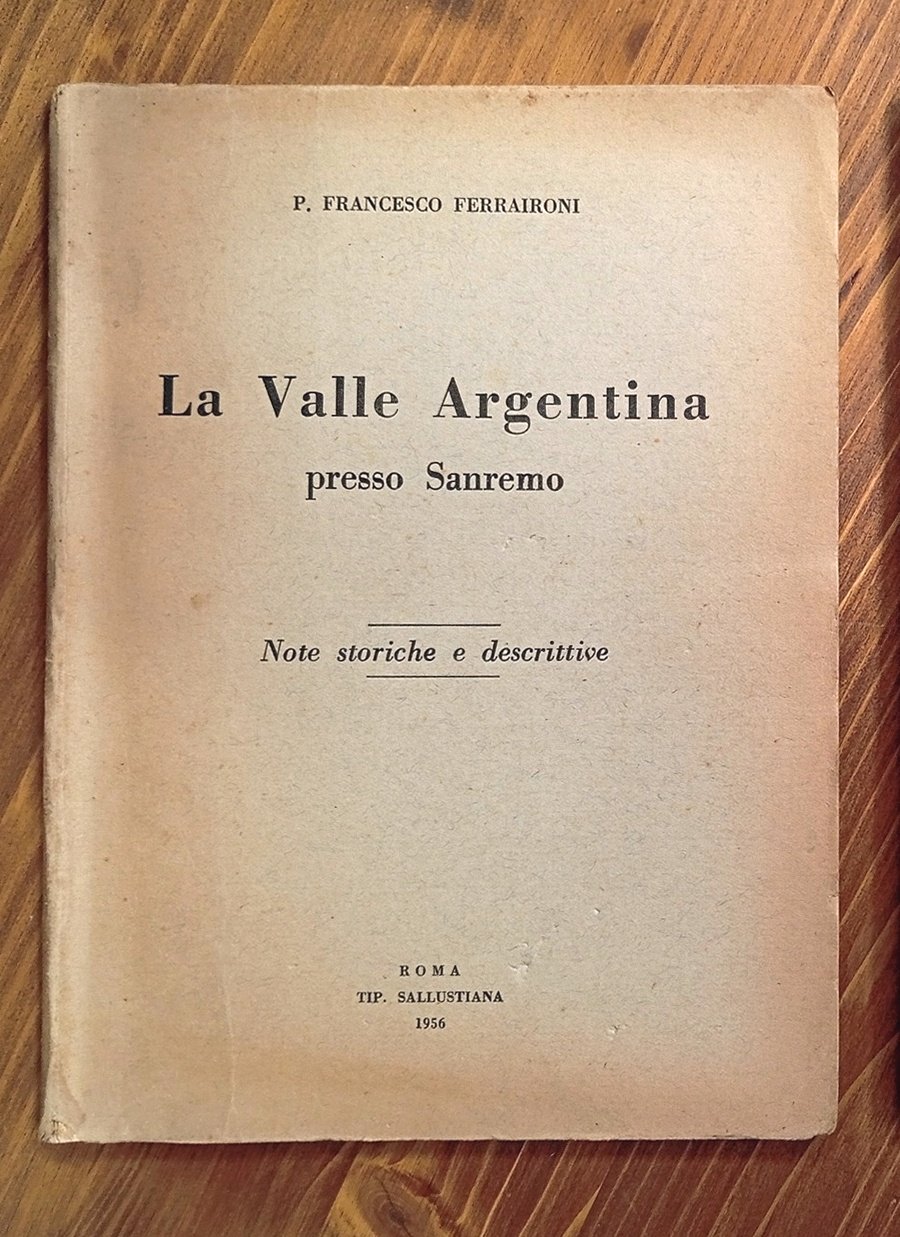 P. FRANCESCO FERRAIRONI
La Valle Argentina
presso Sanremo
Note storiche e descrittive
ROMA
TIP. SALLUSTIANA
1956